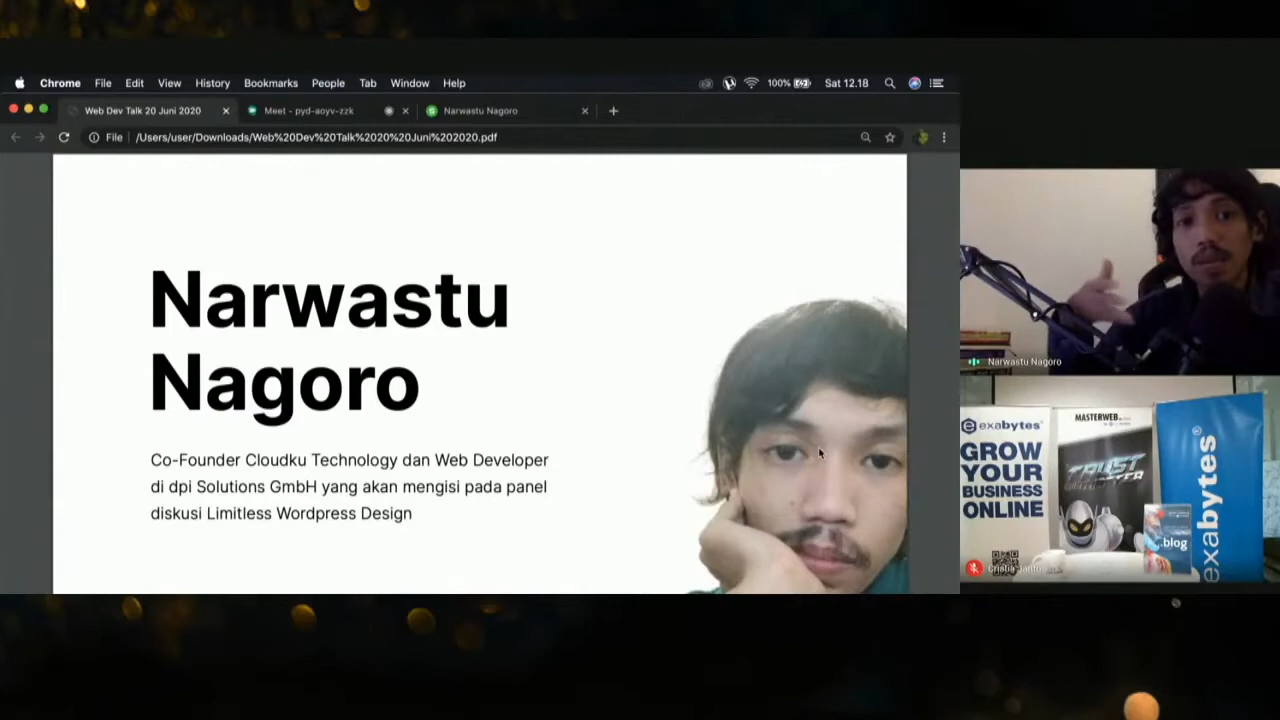 Chrome File Edit View History Bookmarks People Tab Window Help
100% Sat 12.18
Web Dev Talk 20 Juni 2020
Meet - pyd-aoyv-zzk
Narwastu Nagoro
File
/Users/user/Downloads/Web%20Dev%20Talk%2020%20Juni%202020.pdf
Narwastu
Nagoro
Co-Founder Cloudku Technology dan Web Developer
di dpi Solutions GmbH yang akan mengisi pada panel
diskusi Limitless Wordpress Design
Narwastu Nagoro
exabytes®
GROW
YOUR
BUSINESS
ONLINE
MASTERWEB
TRUST
.blog
exabytes®